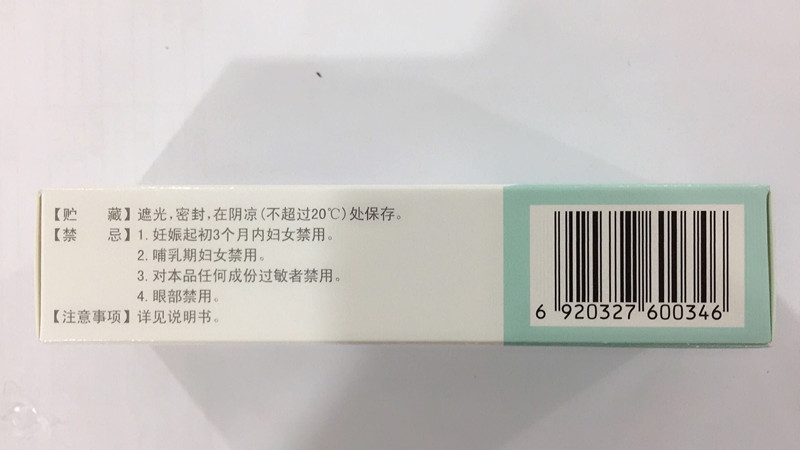 【贮　　藏】遮光,密封,在阴凉(不超过20℃)处保存。
【禁　　忌】1. 妊娠起初3个月内妇女禁用。
2. 哺乳期妇女禁用。
3. 对本品任何成份过敏者禁用。
4. 眼部禁用。
【注意事项】详见说明书。
6 920327 600346